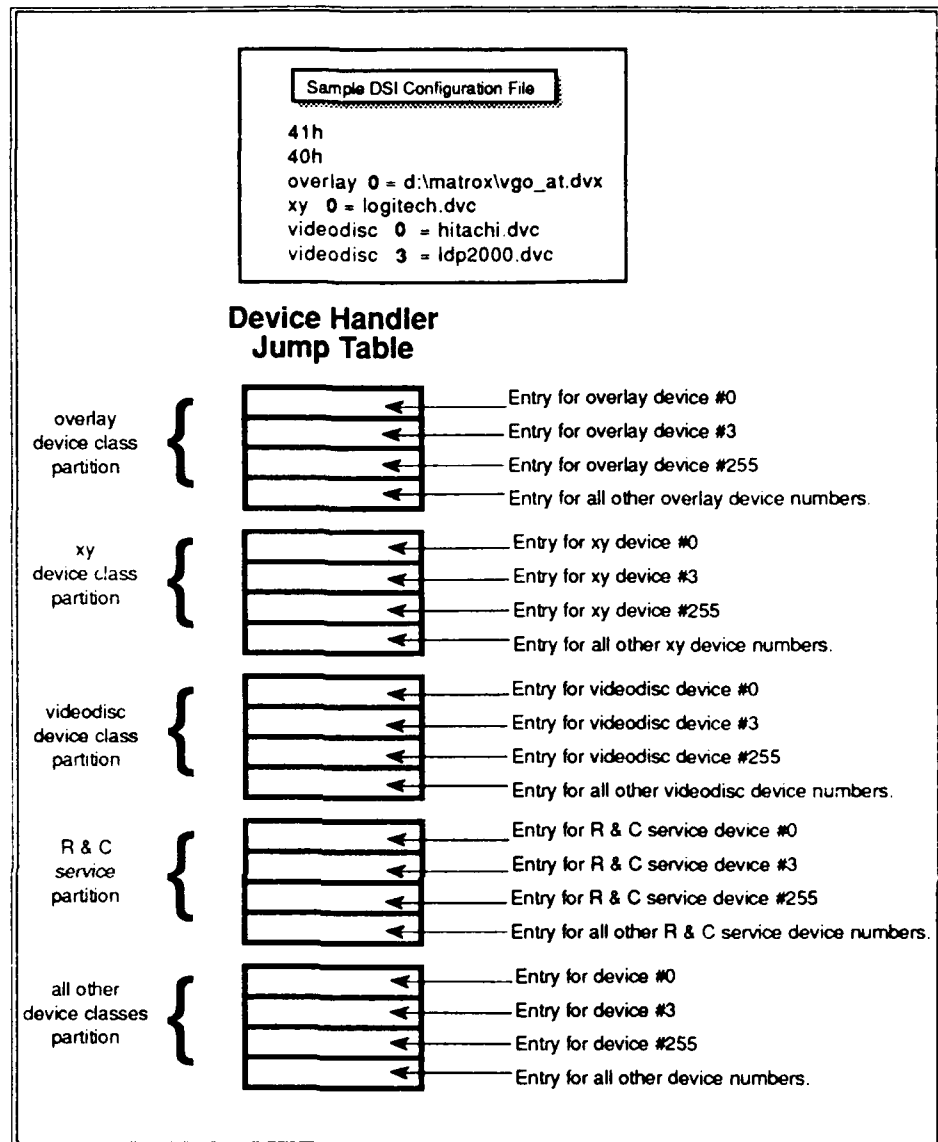 Sample DSI Configuration File
41h
40h
overlay 0 = d:\matrox\vgo_at.dvx
xy 0 = logitech.dvc
videodisc 0 = hitachi.dvc
videodisc 3 = ldp2000.dvc
Device Handler
Jump Table
overlay
device class
partition
Entry for overlay device #0
Entry for overlay device #3
Entry for overlay device #255
Entry for all other overlay device numbers.
xy
device class
partition
Entry for xy device #0
Entry for xy device #3
Entry for xy device #255
Entry for all other xy device numbers.
videodisc
device class
partition
Entry for videodisc device #0
Entry for videodisc device #3
Entry for videodisc device #255
Entry for all other videodisc device numbers.
R & C
service
partition
Entry for R & C service device #0
Entry for R & C service device #3
Entry for R & C service device #255
Entry for all other R & C service device numbers.
all other
device classes
partition
Entry for device #0
Entry for device #3
Entry for device #255
Entry for all other device numbers.